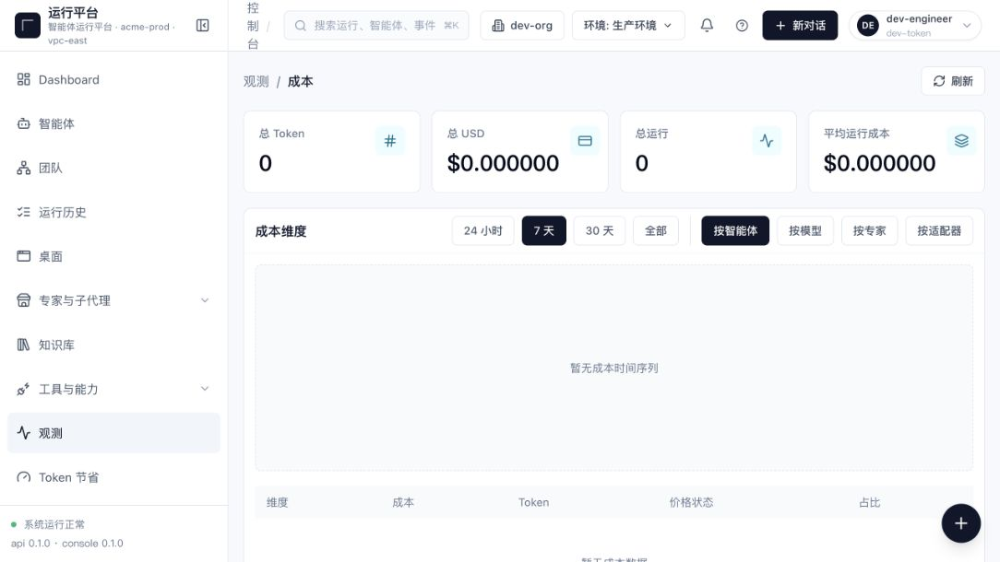 运行平台
智能体运行平台 · acme-prod ·
vpc-east
Dashboard
智能体
团队
运行历史
桌面
专家与子代理
知识库
工具与能力
观测
Token 节省
系统运行正常
api 0.1.0 · console 0.1.0
控
制
台
/
搜索运行、智能体、事件 ⌘K
dev-org
环境: 生产环境
+ 新对话
DE
dev-engineer
dev-token
观测 / 成本
刷新
总 Token
0
总 USD
$0.000000
总运行
0
平均运行成本
$0.000000
成本维度
24 小时 7 天 30 天 全部 按智能体 按模型 按专家 按适配器
暂无成本时间序列
维度 成本 Token 价格状态 占比
暂无成本数据